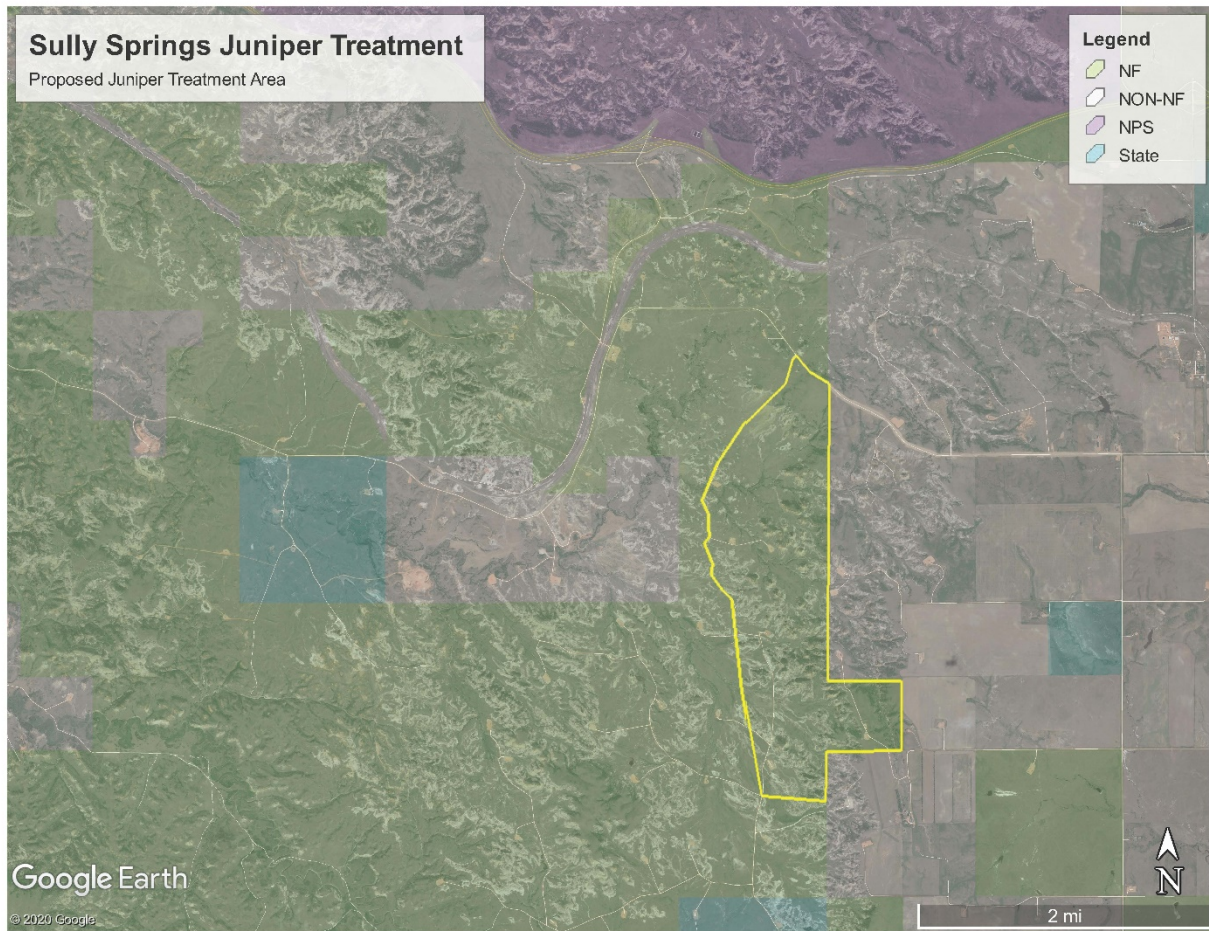 Sully Springs Juniper Treatment
Proposed Juniper Treatment Area
Legend
NF
NON-NF
NPS
State
Google Earth
© 2020 Google
N
2 mi